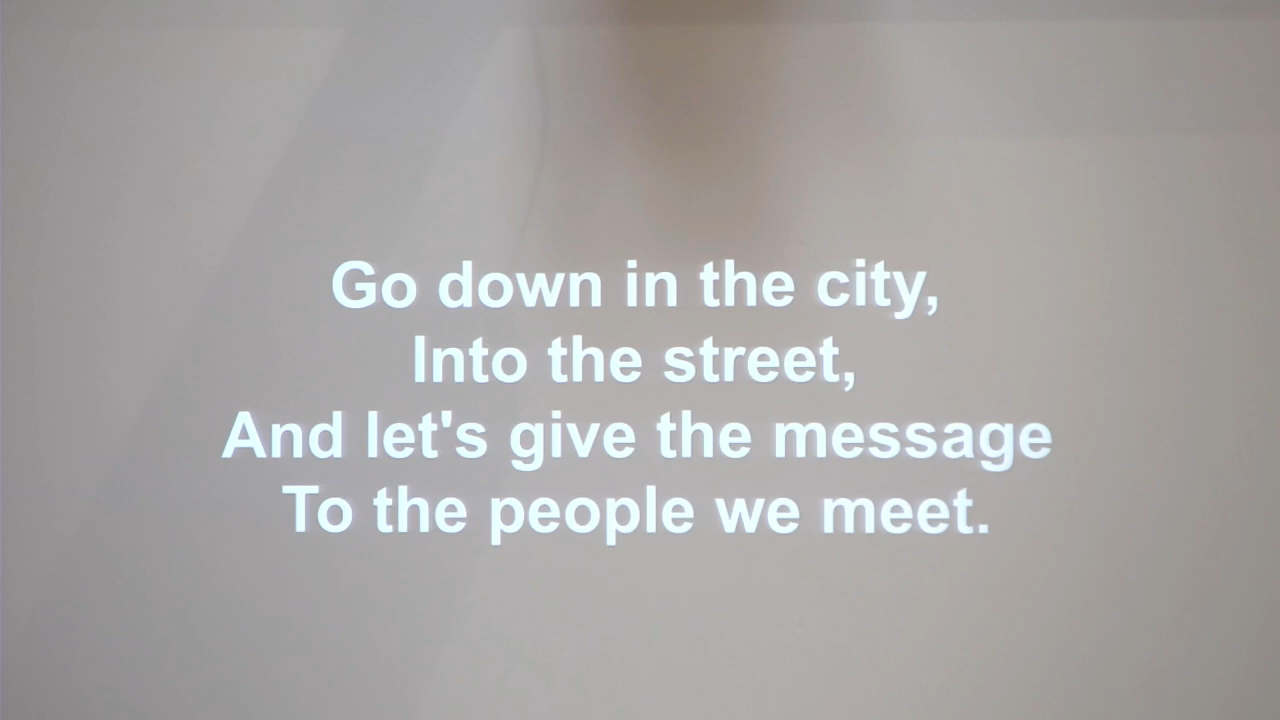 Go down in the city,
Into the street,
And let's give the message
To the people we meet.